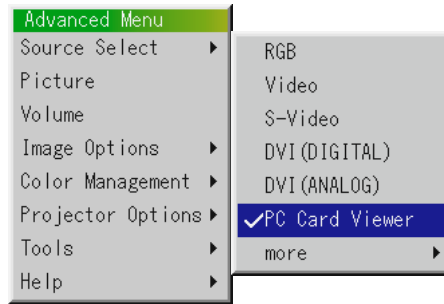 Advanced Menu
Source Select
Picture
Volume
Image Options
Color Management
Projector Options
Tools
Help
RGB
Video
S-Video
DVI(DIGITAL)
DVI(ANALOG)
PC Card Viewer
more